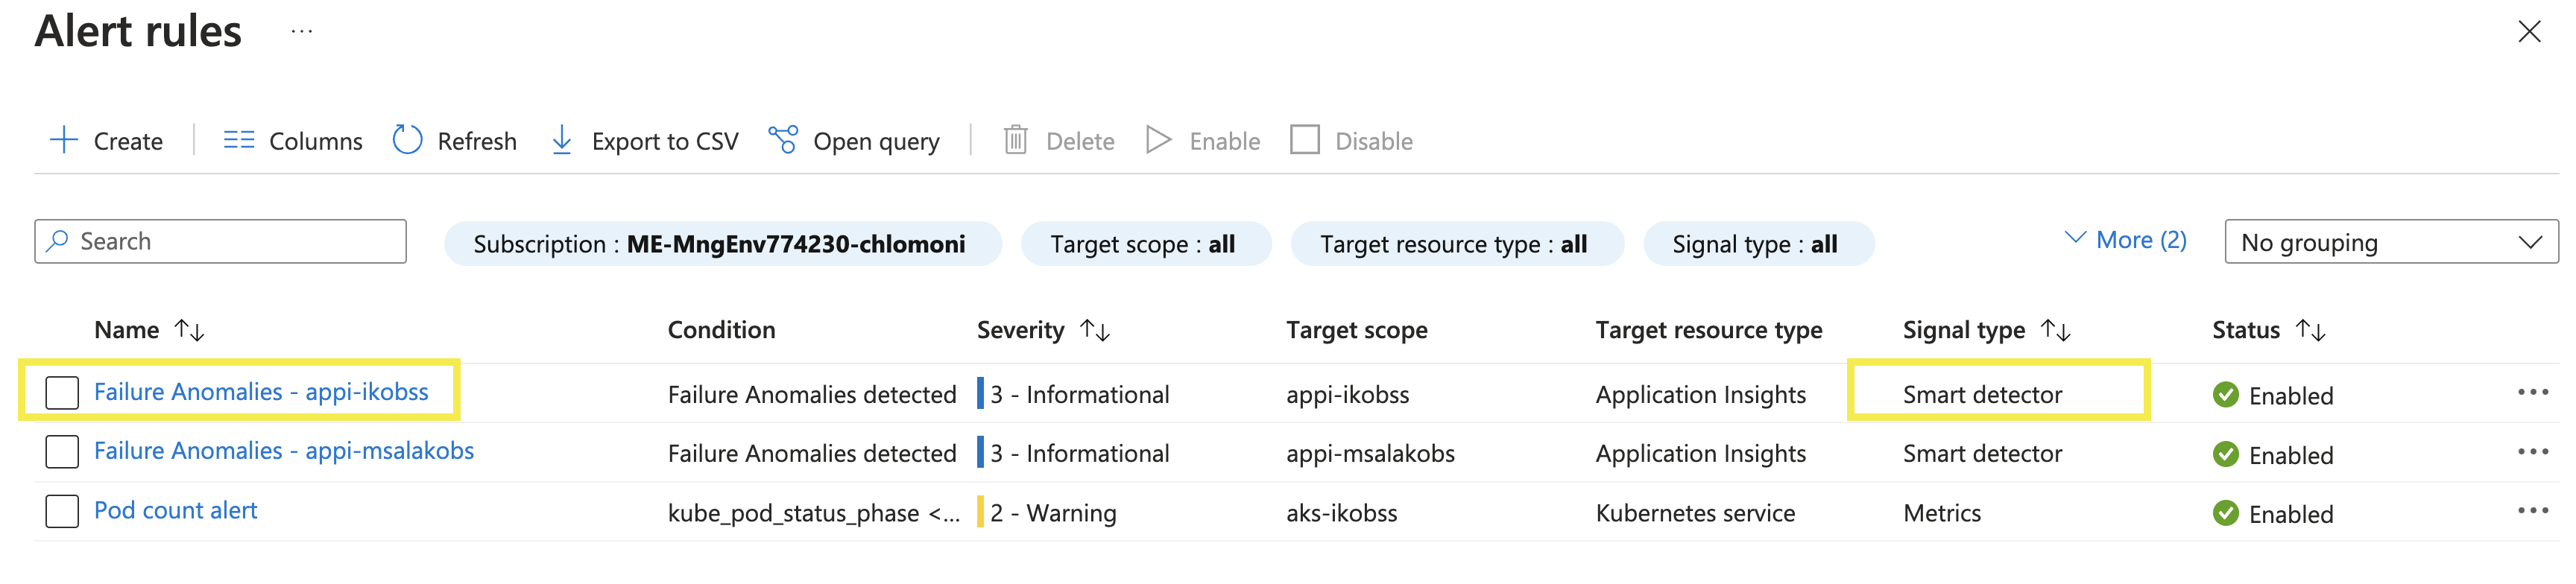 Alert rules ...
Create Columns Refresh Export to CSV Open query Delete Enable Disable
Search Subscription : ME-MngEnv774230-chlomoni Target scope : all Target resource type : all Signal type : all More (2) No grouping
Name Condition Severity Target scope Target resource type Signal type Status
Failure Anomalies - appi-ikobss Failure Anomalies detected 3 - Informational appi-ikobss Application Insights Smart detector Enabled ...
Failure Anomalies - appi-msalakobs Failure Anomalies detected 3 - Informational appi-msalakobs Application Insights Smart detector Enabled ...
Pod count alert kube_pod_status_phase <... 2 - Warning aks-ikobss Kubernetes service Metrics Enabled ...